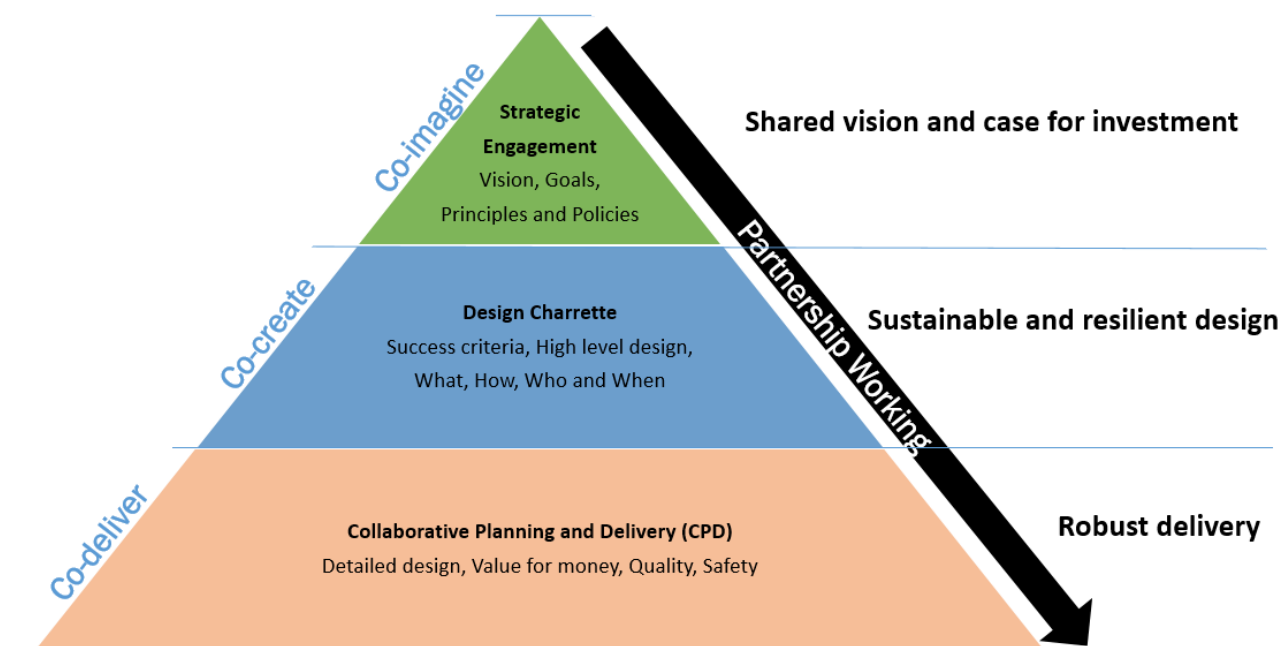 Co-imagine
Strategic
Engagement
Vision, Goals,
Principles and Policies
Shared vision and case for investment
Partnership Working
Co-create
Design Charrette
Success criteria, High level design,
What, How, Who and When
Sustainable and resilient design
Co-deliver
Collaborative Planning and Delivery (CPD)
Detailed design, Value for money, Quality, Safety
Robust delivery